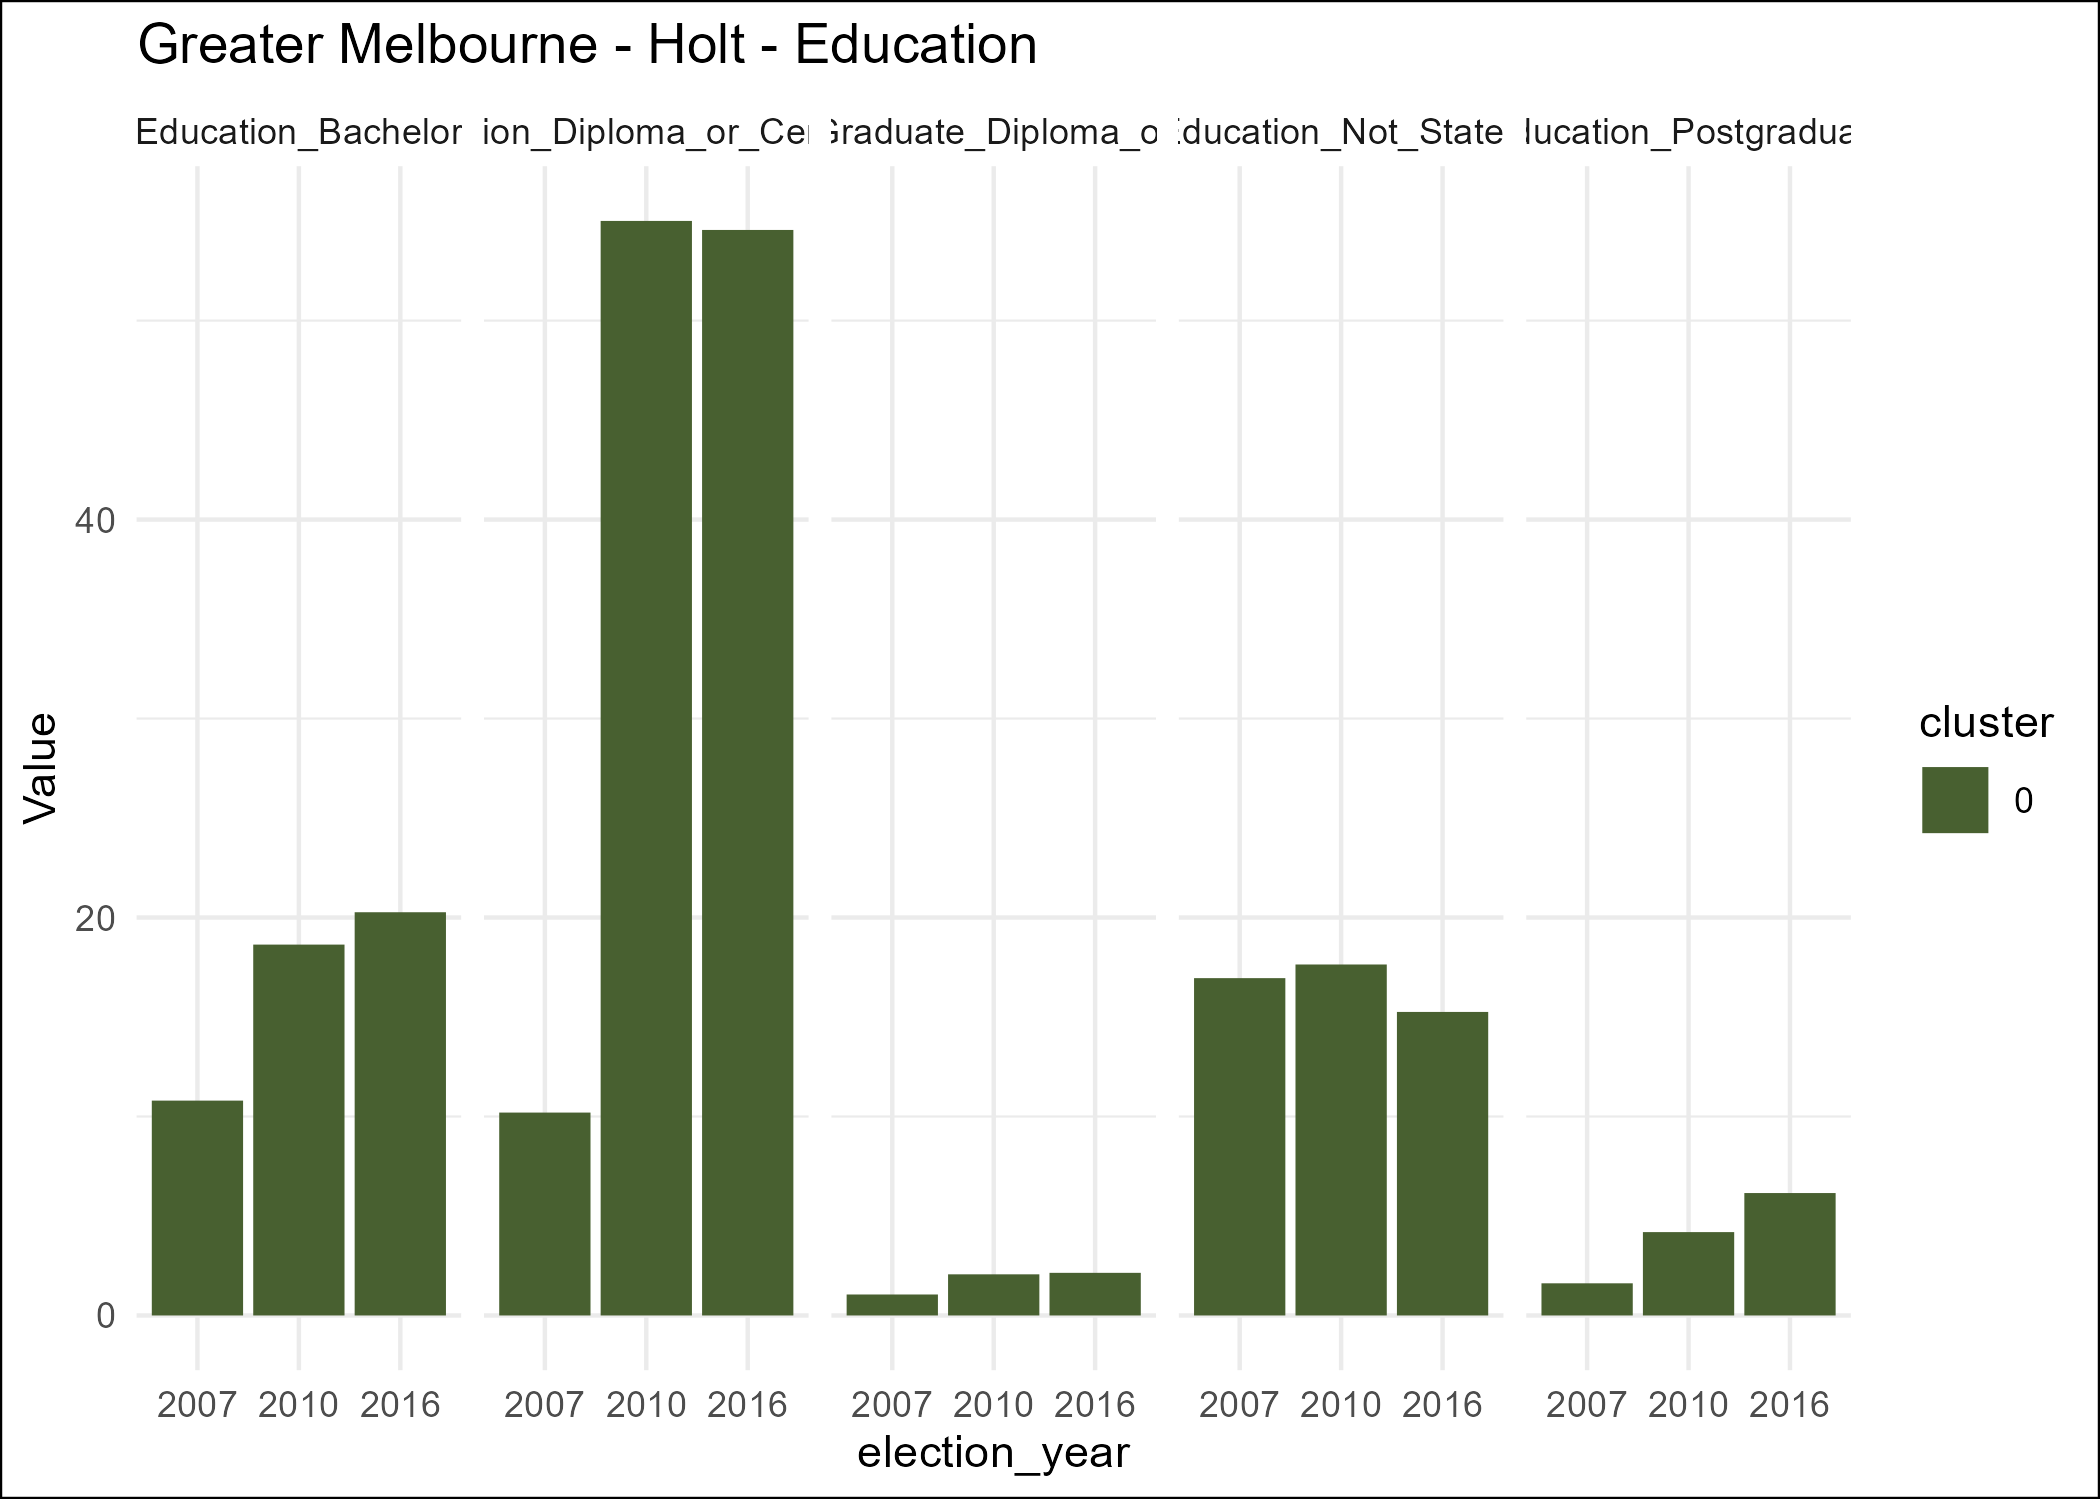 Greater Melbourne - Holt - Education
Education_Bachelor ion_Diploma_or_Cer Graduate_Diploma_o Education_Not_State ducation_Postgradua
40
20
0
Value
2007 2010 2016 2007 2010 2016 2007 2010 2016 2007 2010 2016 2007 2010 2016
election_year
cluster
0